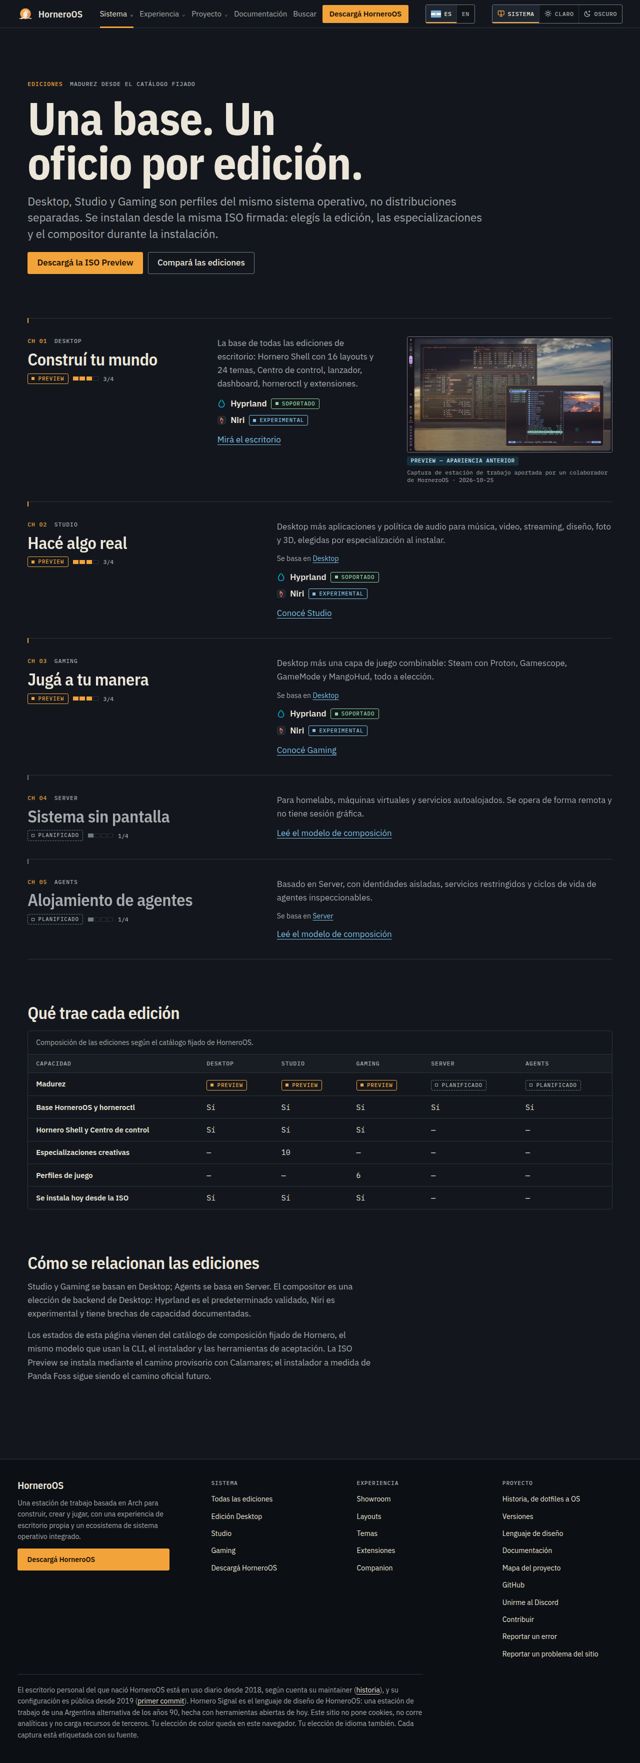 HorneroOS
Sistema
Experiencia
Proyecto
Documentación
Buscar
Descargá HorneroOS
ES
EN
SISTEMA
CLARO
OSCURO
EDICIONES MADUREZ DESDE EL CATÁLOGO FIJADO
Una base. Un
oficio por edición.
Desktop, Studio y Gaming son perfiles del mismo sistema operativo, no distribuciones
separadas. Se instalan desde la misma ISO firmada: elegís la edición, las especializaciones
y el compositor durante la instalación.
Descargá la ISO Preview
Compará las ediciones
CH 01 DESKTOP
Construí tu mundo
PREVIEW 3/4
La base de todas las ediciones de
escritorio: Hornero Shell con 16 layouts y
24 temas, Centro de control, lanzador,
dashboard, horneroctl y extensiones.
Hyprland SOPORTADO
Niri EXPERIMENTAL
Mirá el escritorio
PREVIEW — APARIENCIA ANTERIOR
Captura de estación de trabajo aportada por un colaborador
de HorneroOS · 2026-10-25
CH 02 STUDIO
Hacé algo real
PREVIEW 3/4
Desktop más aplicaciones y política de audio para música, video, streaming, diseño, foto
y 3D, elegidas por especialización al instalar.
Se basa en Desktop
Hyprland SOPORTADO
Niri EXPERIMENTAL
Conocé Studio
CH 03 GAMING
Jugá a tu manera
PREVIEW 3/4
Desktop más una capa de juego combinable: Steam con Proton, Gamescope,
GameMode y MangoHud, todo a elección.
Se basa en Desktop
Hyprland SOPORTADO
Niri EXPERIMENTAL
Conocé Gaming
CH 04 SERVER
Sistema sin pantalla
PLANIFICADO 1/4
Para homelabs, máquinas virtuales y servicios autoalojados. Se opera de forma remota y
no tiene sesión gráfica.
Leé el modelo de composición
CH 05 AGENTS
Alojamiento de agentes
PLANIFICADO 1/4
Basado en Server, con identidades aisladas, servicios restringidos y ciclos de vida de
agentes inspeccionables.
Se basa en Server
Leé el modelo de composición
Qué trae cada edición
Composición de las ediciones según el catálogo fijado de HorneroOS.
CAPACIDAD DESKTOP STUDIO GAMING SERVER AGENTS
Madurez PREVIEW PREVIEW PREVIEW PLANIFICADO PLANIFICADO
Base HorneroOS y horneroctl Sí Sí Sí Sí Sí
Hornero Shell y Centro de control Sí Sí Sí — —
Especializaciones creativas — 10 — — —
Perfiles de juego — — 6 — —
Se instala hoy desde la ISO Sí Sí Sí — —
Cómo se relacionan las ediciones
Studio y Gaming se basan en Desktop; Agents se basa en Server. El compositor es una
elección de backend de Desktop: Hyprland es el predeterminado validado, Niri es
experimental y tiene brechas de capacidad documentadas.
Los estados de esta página vienen del catálogo de composición fijado de Hornero, el
mismo modelo que usan la CLI, el instalador y las herramientas de aceptación. La ISO
Preview se instala mediante el camino provisorio con Calamares; el instalador a medida de
Panda Foss sigue siendo el camino oficial futuro.
HorneroOS
Una estación de trabajo basada en Arch para
construir, crear y jugar, con una experiencia de
escritorio propia y un ecosistema de sistema
operativo integrado.
Descargá HorneroOS
SISTEMA
Todas las ediciones
Edición Desktop
Studio
Gaming
Descargá HorneroOS
EXPERIENCIA
Showroom
Layouts
Temas
Extensiones
Companion
PROYECTO
Historia, de dotfiles a OS
Versiones
Lenguaje de diseño
Documentación
Mapa del proyecto
GitHub
Unirme al Discord
Contribuir
Reportar un error
Reportar un problema del sitio
El escritorio personal del que nació HorneroOS está en uso diario desde 2018, según cuenta su maintainer (historia), y su
configuración es pública desde 2019 (primer commit). Hornero Signal es el lenguaje de diseño de HorneroOS: una estación de
trabajo de una Argentina alternativa de los años 90, hecha con herramientas abiertas de hoy. Este sitio no pone cookies, no corre
analíticas y no carga recursos de terceros. Tu elección de color queda en este navegador. Tu elección de idioma también. Cada
captura está etiquetada con su fuente.